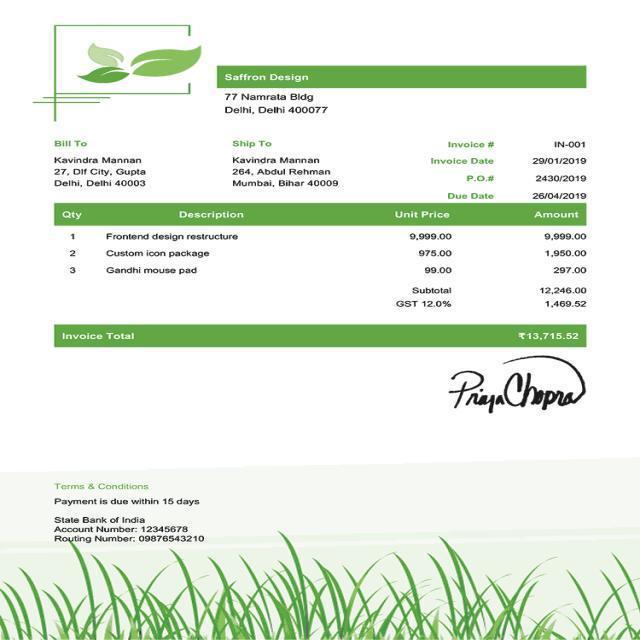 Saffron Design
77 Namrata Bldg
Delhi, Delhi 400077
Bill To
Kavindra Mannan
27, Dlf City, Gupta
Delhi, Delhi 40003
Ship To
Kavindra Mannan
264, Abdul Rehman
Mumbai, Bihar 40009
Invoice # IN-001
Invoice Date 29/01/2019
P.O.# 2430/2019
Due Date 26/04/2019
Qty Description Unit Price Amount
1 Frontend design restructure 9,999.00 9,999.00
2 Custom icon package 975.00 1,950.00
3 Gandhi mouse pad 99.00 297.00
Subtotal 12,246.00
GST 12.0% 1,469.52
Invoice Total ₹13,715.52
Priya Chopra
Terms & Conditions
Payment is due within 15 days
State Bank of India
Account Number: 12345678
Routing Number: 09876543210